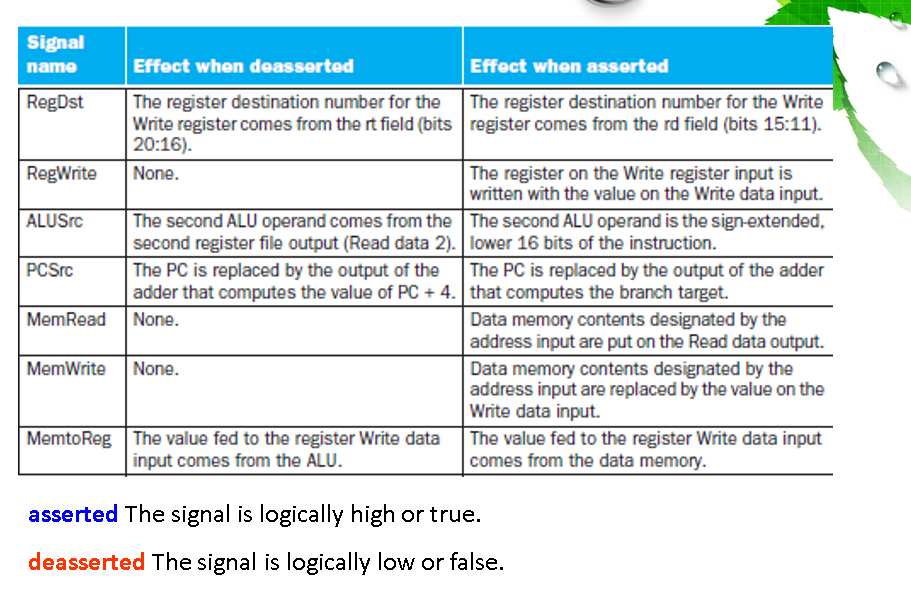 Signal
name
Effect when deasserted
Effect when asserted
RegDst
The register destination number for the
Write register comes from the rt field (bits
20:16).
The register destination number for the Write
register comes from the rd field (bits 15:11).
RegWrite
None.
The register on the Write register input is
written with the value on the Write data input.
ALUSrc
The second ALU operand comes from the
second register file output (Read data 2).
The second ALU operand is the sign-extended,
lower 16 bits of the instruction.
PCSrc
The PC is replaced by the output of the
adder that computes the value of PC + 4.
The PC is replaced by the output of the adder
that computes the branch target.
MemRead
None.
Data memory contents designated by the
address input are put on the Read data output.
MemWrite
None.
Data memory contents designated by the
address input are replaced by the value on the
Write data input.
MemtoReg
The value fed to the register Write data
input comes from the ALU.
The value fed to the register Write data input
comes from the data memory.
asserted The signal is logically high or true.
deasserted The signal is logically low or false.